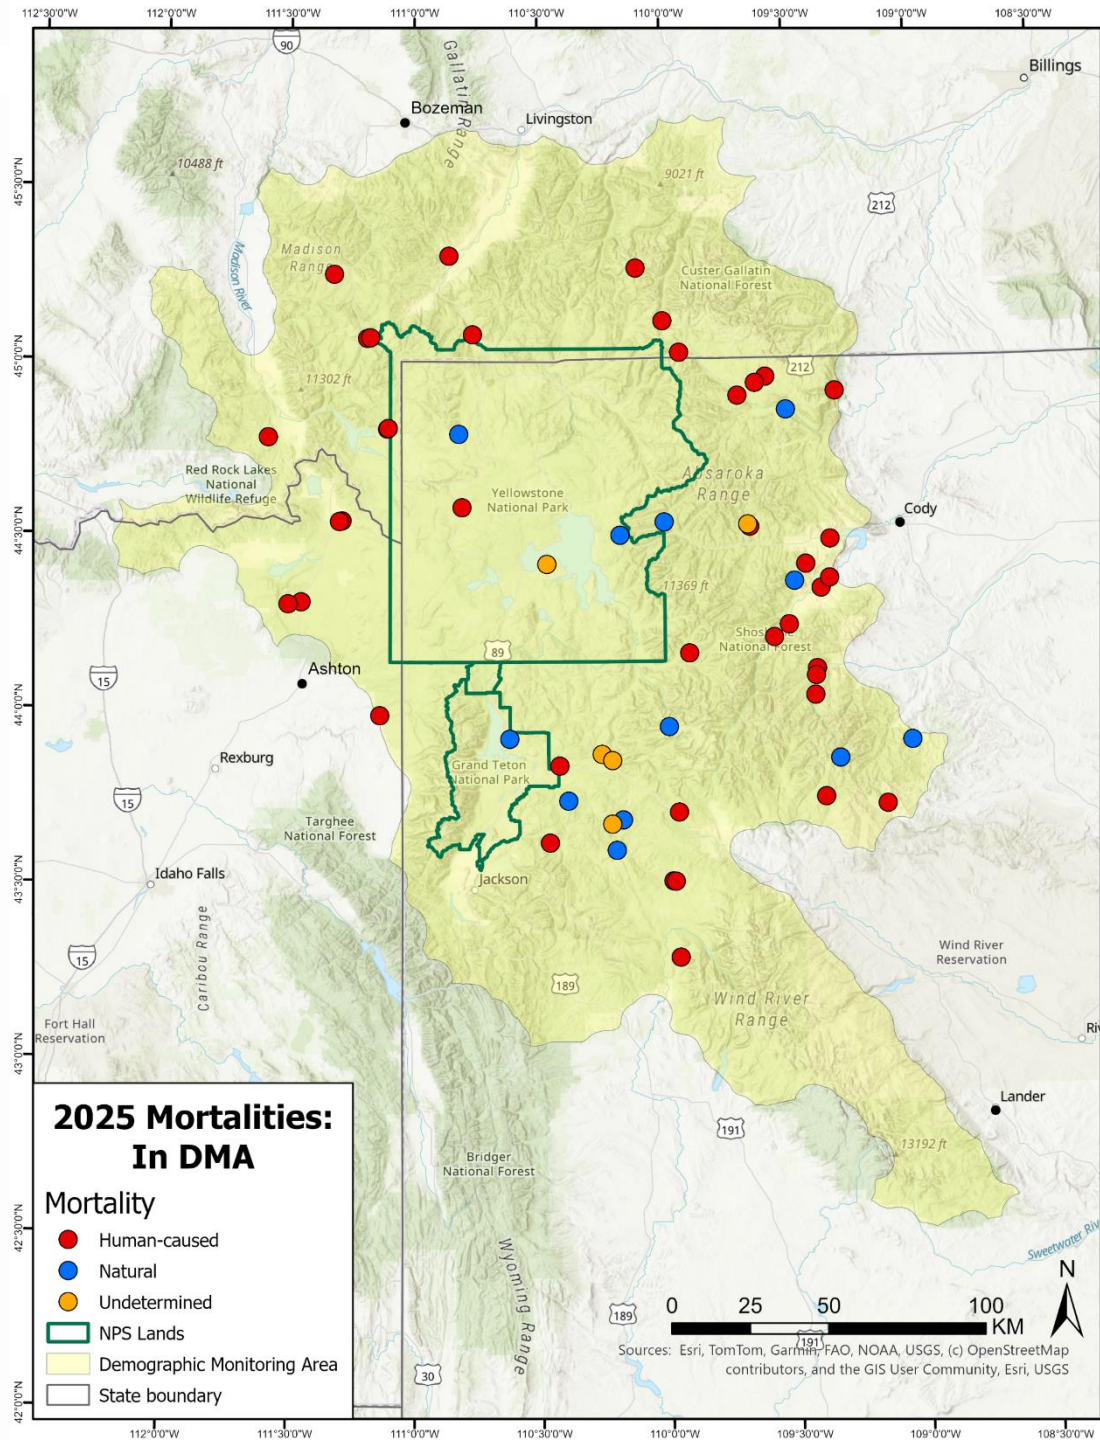 112°30'0"W 112°0'0"W 111°30'0"W 111°0'0"W 110°30'0"W 110°0'0"W 109°30'0"W 109°0'0"W 108°30'0"W
90
Gallatin Range
Billings
Bozeman
Livingston
10488 ft
9021 ft
45°30'0"N
212
Madison River
Madison
Range
Custer Gallatin
National Forest
45°0'0"N
212
11302 ft
Red Rock Lakes
National
Wildlife Refuge
Absaroka
Range
Yellowstone
National Park
Cody
44°30'0"N
11369 ft
Shoshone
National Forest
89
15
Ashton
44°0'0"N
Rexburg
Grand Teton
National Park
15
Targhee
National Forest
Idaho Falls
43°30'0"N
Jackson
Caribou Range
15
Wind River
Reservation
189
Wind River
Range
Fort Hall
Reservation
Riv
43°0'0"N
Lander
191
13192 ft
Bridger
National Forest
2025 Mortalities:
In DMA
Mortality
Human-caused
Natural
Undetermined
NPS Lands
Demographic Monitoring Area
State boundary
42°30'0"N
Sweetwater Riv
Wyoming Range
N
0 25 50 100
KM
189
191
Sources: Esri, TomTom, Garmin, FAO, NOAA, USGS, (c) OpenStreetMap
contributors, and the GIS User Community, Esri, USGS
30
42°0'0"N
112°0'0"W 111°30'0"W 111°0'0"W 110°30'0"W 110°0'0"W 109°30'0"W 109°0'0"W 108°30'0"W